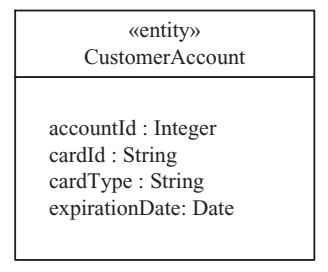 «entity»
CustomerAccount
accountId : Integer
cardId : String
cardType : String
expirationDate: Date